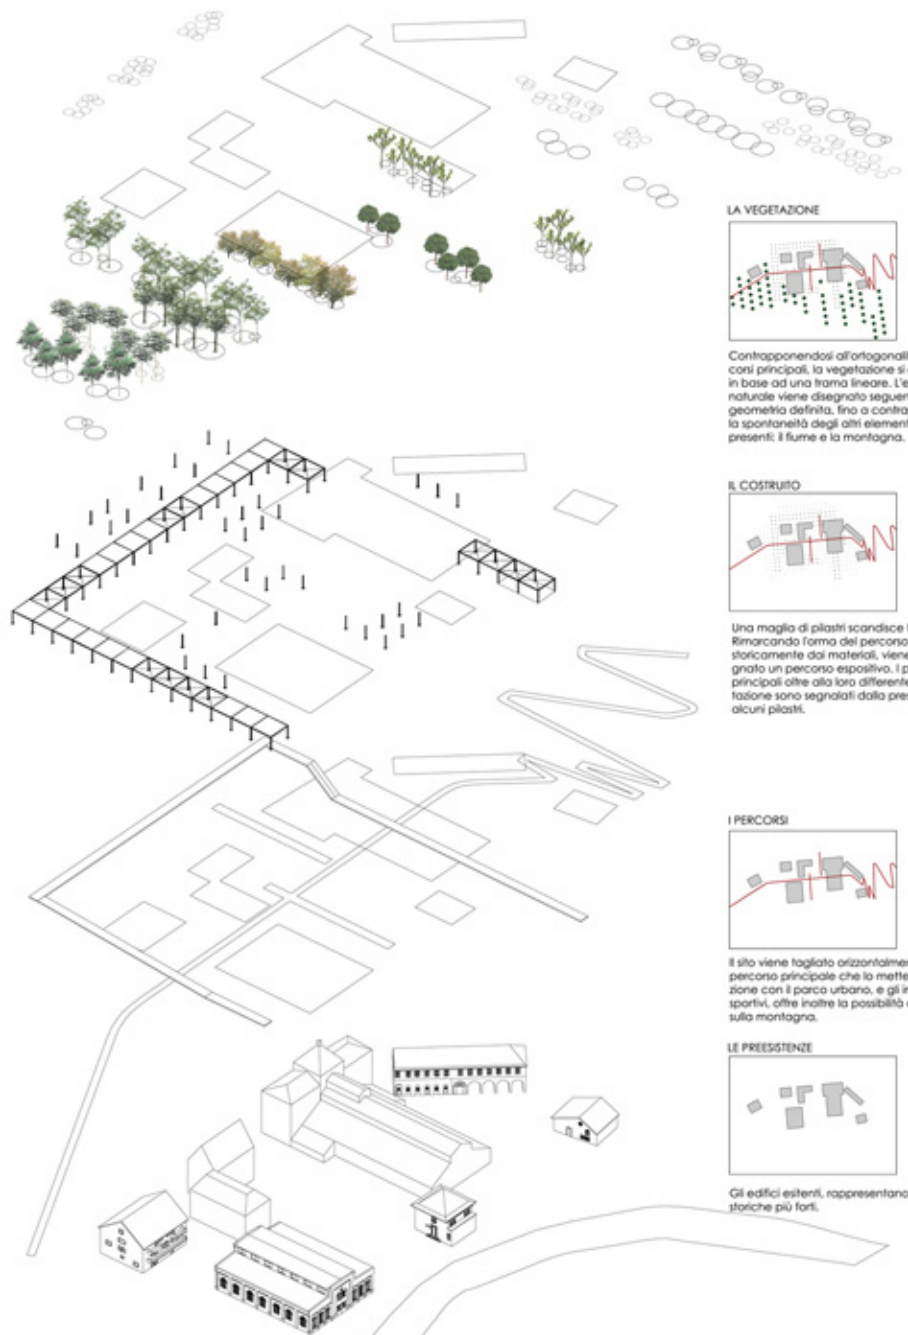 LA VEGETAZIONE
Contrapponendosi all'ortogonali
corsi principali, la vegetazione si
in base ad una trama lineare. L'e
naturale viene disegnato seguen
geometria definita, fino a contra
la spontaneità degli altri element
presenti: il fiume e la montagna.
IL COSTRUITO
Una maglia di pilastri scandisce
Rimarcando l'orma del percorso
storicamente dai materiali, viene
gnato un percorso espositivo. I p
principali oltre alla loro differente
tazione sono segnalati dalla pres
alcuni pilastri.
I PERCORSI
Il sito viene tagliato orizzontalmen
percorso principale che lo mette
zione con il parco urbano, e gli in
sportivi, offre inoltre la possibilità
sulla montagna.
LE PREESISTENZE
Gli edifici esitenti, rappresentano
storiche più forti.